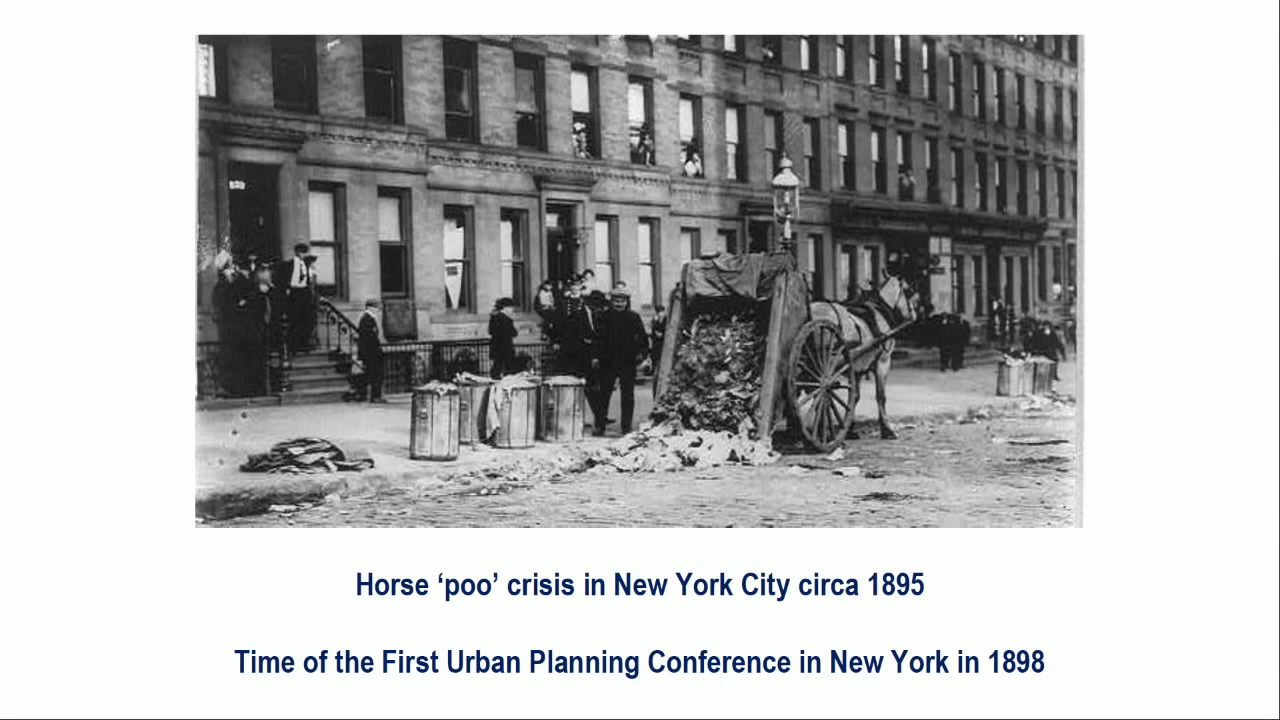 Horse ‘poo’ crisis in New York City circa 1895
Time of the First Urban Planning Conference in New York in 1898